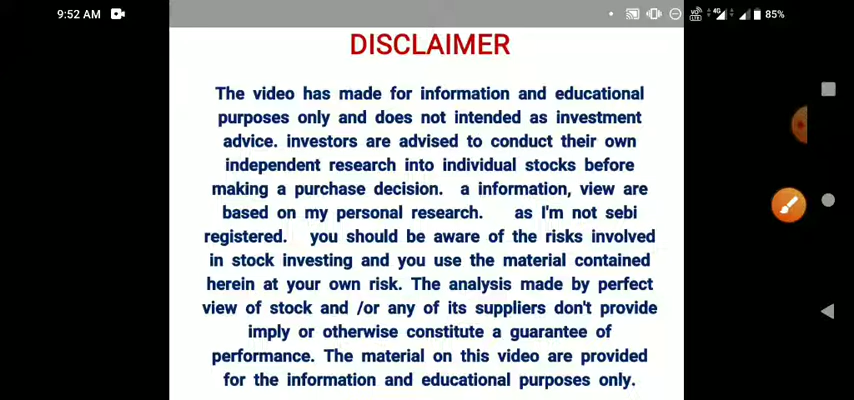 9:52 AM
4G
85%
DISCLAIMER
The video has made for information and educational
purposes only and does not intended as investment
advice. investors are advised to conduct their own
independent research into individual stocks before
making a purchase decision. a information, view are
based on my personal research. as I'm not sebi
registered. you should be aware of the risks involved
in stock investing and you use the material contained
herein at your own risk. The analysis made by perfect
view of stock and /or any of its suppliers don't provide
imply or otherwise constitute a guarantee of
performance. The material on this video are provided
for the information and educational purposes only.